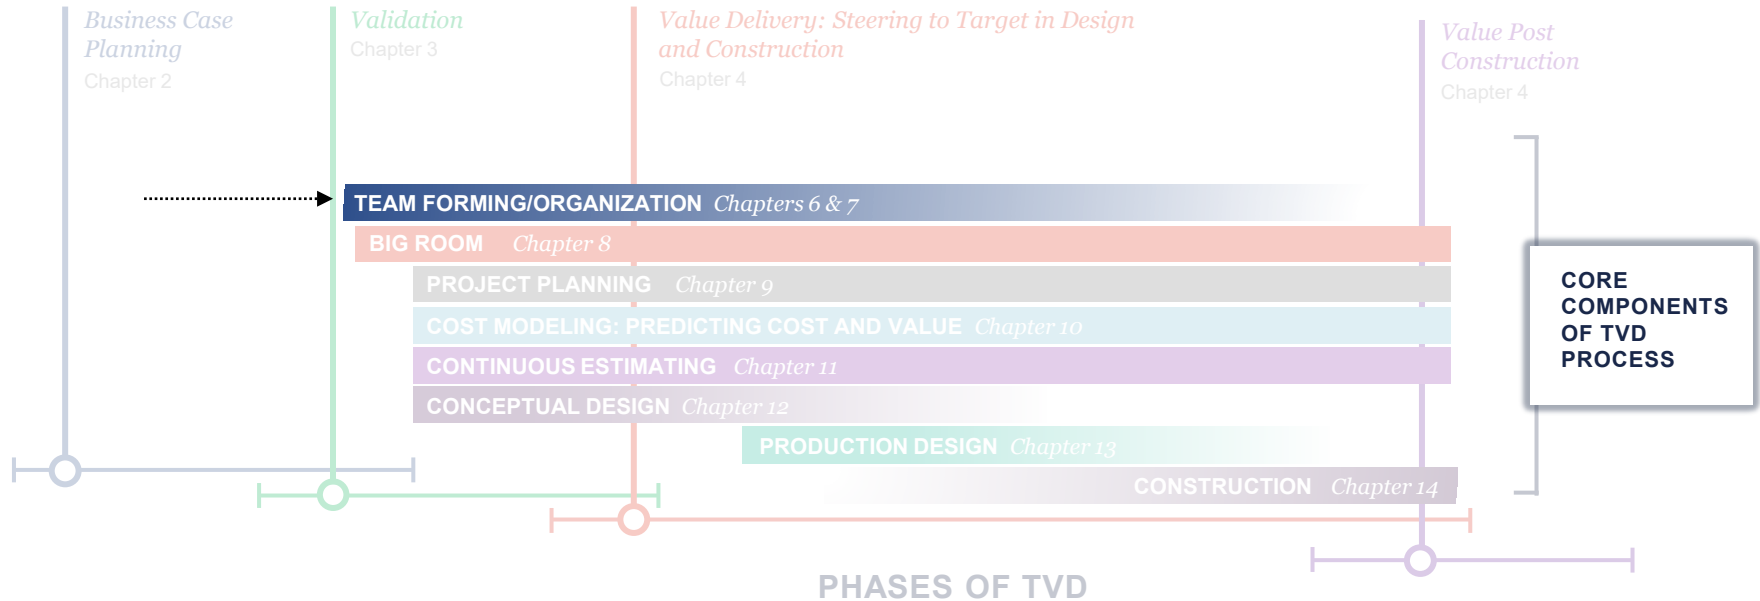 Business Case
Planning
Chapter 2
Validation
Chapter 3
Value Delivery: Steering to Target in Design
and Construction
Chapter 4
Value Post
Construction
Chapter 4
TEAM FORMING/ORGANIZATION Chapters 6 & 7
BIG ROOM Chapter 8
PROJECT PLANNING Chapter 9
COST MODELING: PREDICTING COST AND VALUE Chapter 10
CONTINUOUS ESTIMATING Chapter 11
CONCEPTUAL DESIGN Chapter 12
PRODUCTION DESIGN Chapter 13
CONSTRUCTION Chapter 14
CORE
COMPONENTS
OF TVD
PROCESS
PHASES OF TVD